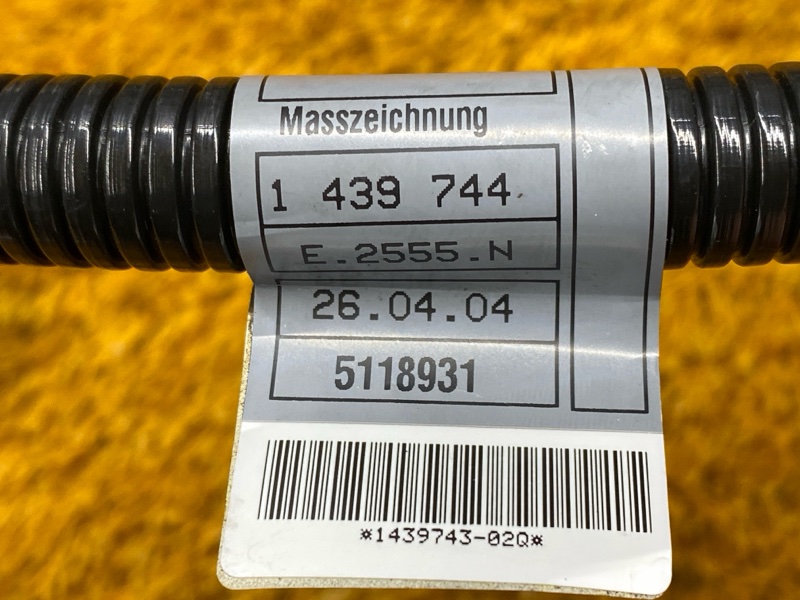 Masszeichnung
1 439 744
E.2555.N
26.04.04
5118931
*1439743-02Q*